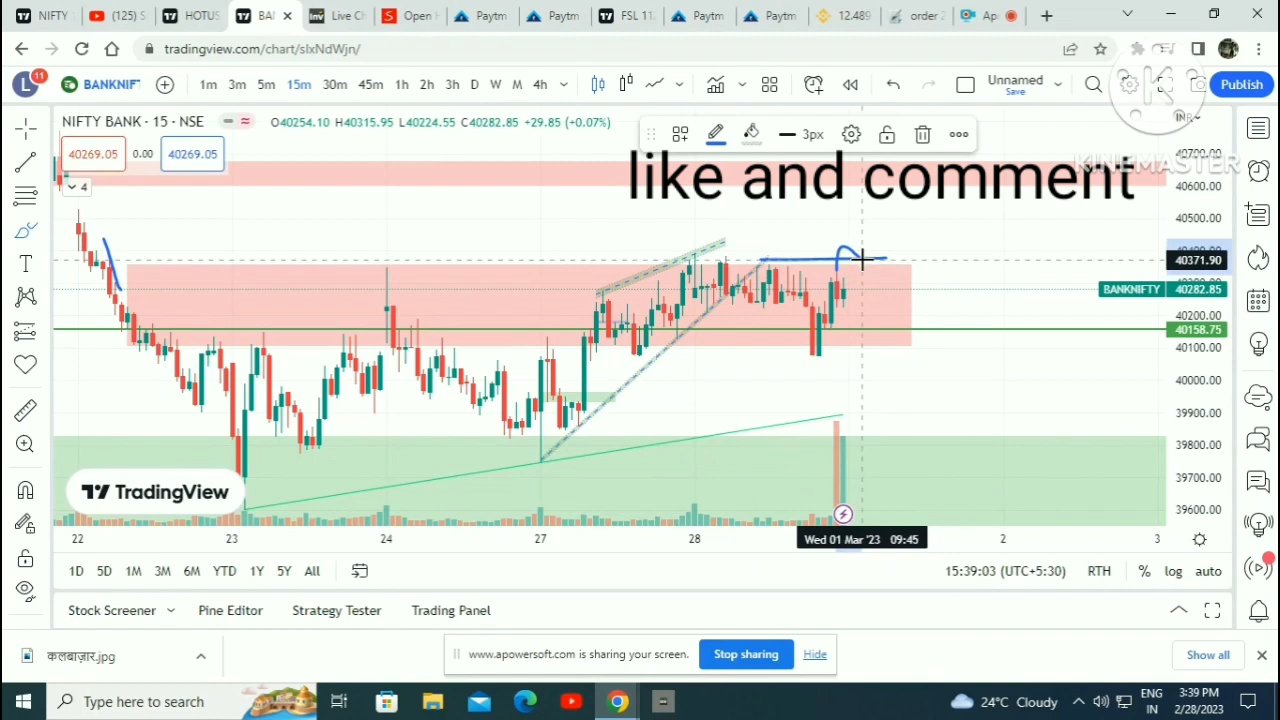 NIFTY
(125) S
HOTUS
BAN
Live Ch
Open H
Paytm
Paytm
FSL 117
Paytm
Paytm
12.489
order 2
Ap
tradingview.com/chart/slxNdWjn/
L
11
BANKNIFT
1m 3m 5m 15m 30m 45m 1h 2h 3h D W M 4h
Unnamed
Save
Publish
K
NIFTY BANK · 15 · NSE
O40254.10 H40315.95 L40224.55 C40282.85 +29.85 (+0.07%)
3px
INR
40269.05 0.00 40269.05
4
like and comment
KINEMASTER
40700.00
40600.00
40500.00
40371.90
BANKNIFTY 40282.85
40200.00
40158.75
40100.00
40000.00
39900.00
39800.00
39700.00
39600.00
TradingView
22 23 24 27 28 Wed 01 Mar '23 09:45 2 3
1D 5D 1M 3M 6M YTD 1Y 5Y All
15:39:03 (UTC+5:30) RTH % log auto
Stock Screener Pine Editor Strategy Tester Trading Panel
कलबाज़ार.jpg
www.apowersoft.com is sharing your screen. Stop sharing Hide
Show all
Type here to search
24°C Cloudy
ENG
IN
3:39 PM
2/28/2023